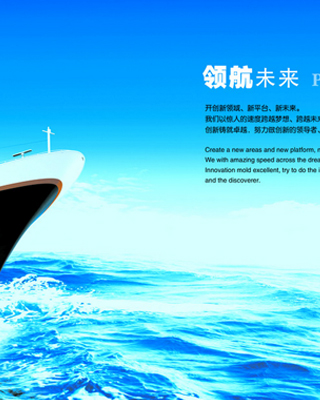 领航未来 P
开创新领域、新平台、新未来。
我们以惊人的速度跨越梦想、跨越未
创新铸就卓越，努力做创新的领导者、
Create a new areas and new platform, n
We with amazing speed across the drea
Innovation mold excellent, try to do the i
and the discoverer.